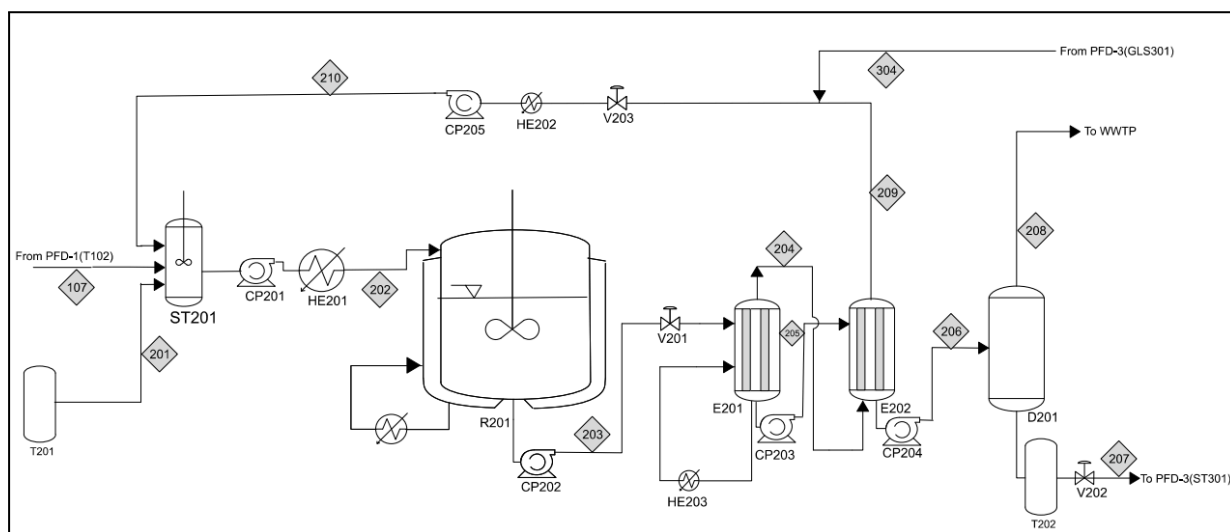 From PFD-3(GLS301)
304
210
CP205
HE202
V203
To WWTP
209
208
204
From PFD-1(T102)
107
ST201
CP201
HE201
202
201
T201
R201
203
CP202
V201
205
E201
E202
206
D201
CP203
CP204
HE203
207
To PFD-3(ST301)
V202
T202